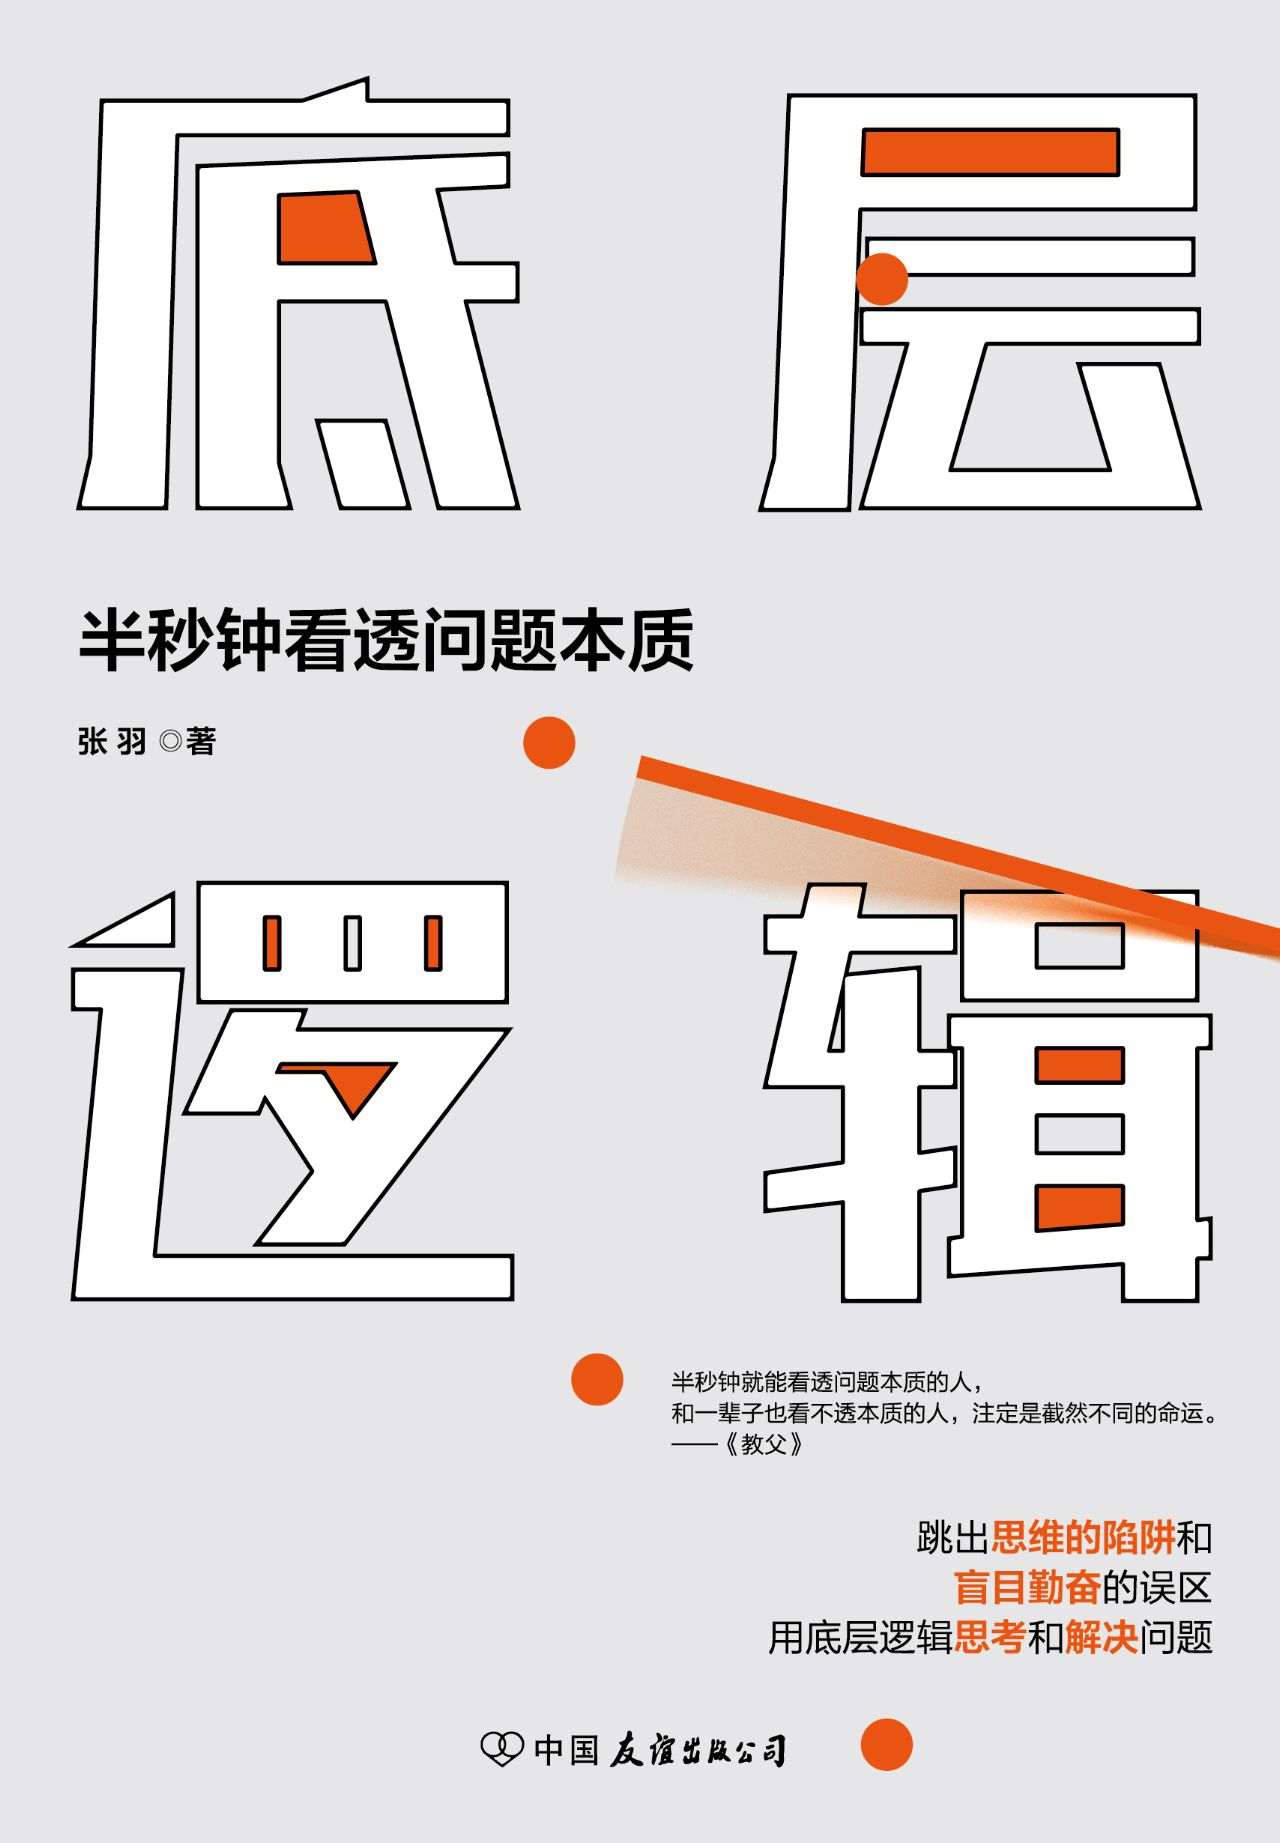 底层
半秒钟看透问题本质
张 羽 ◎著
逻辑
半秒钟就能看透问题本质的人，
和一辈子也看不透本质的人，注定是截然不同的命运。
——《教父》
跳出思维的陷阱和
盲目勤奋的误区
用底层逻辑思考和解决问题
中国友谊出版公司